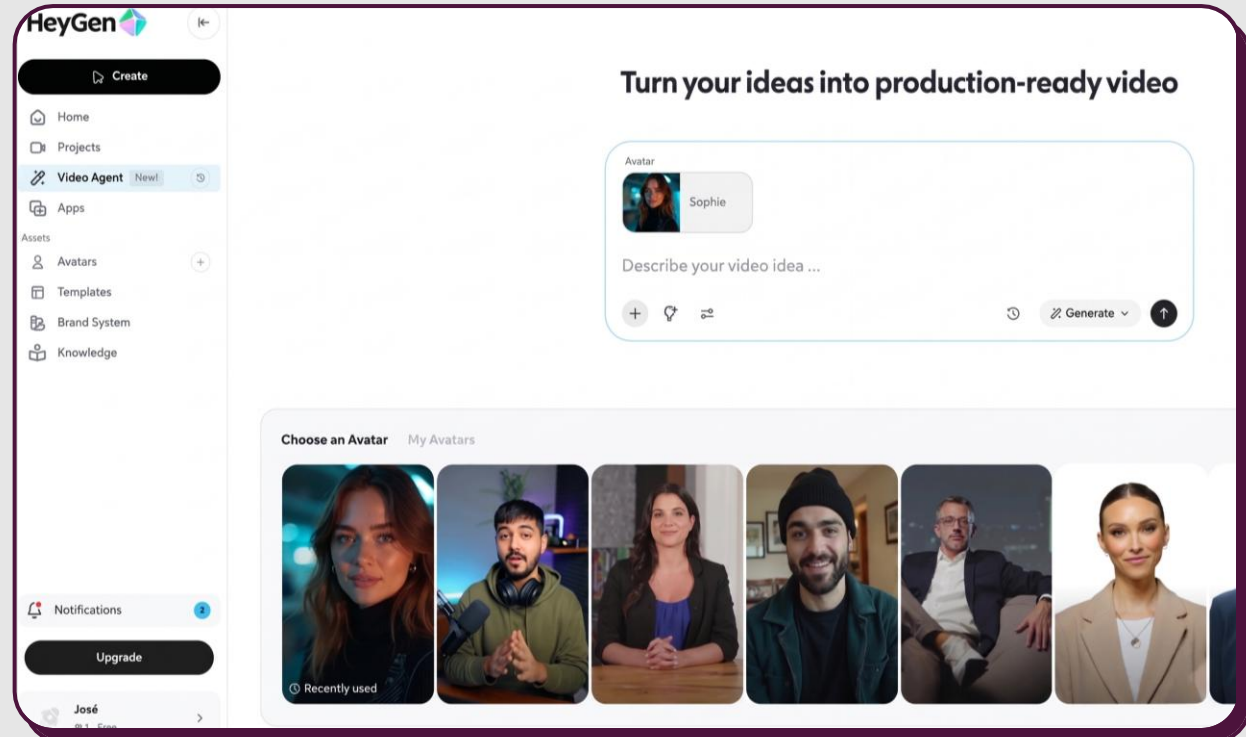 HeyGen
Create
Home
Projects
Video Agent New!
Apps
Assets
Avatars
Templates
Brand System
Knowledge
Notifications 2
Upgrade
José
1 · Free
Turn your ideas into production-ready video
Avatar
Sophie
Describe your video idea ...
Generate
Choose an Avatar My Avatars
Recently used